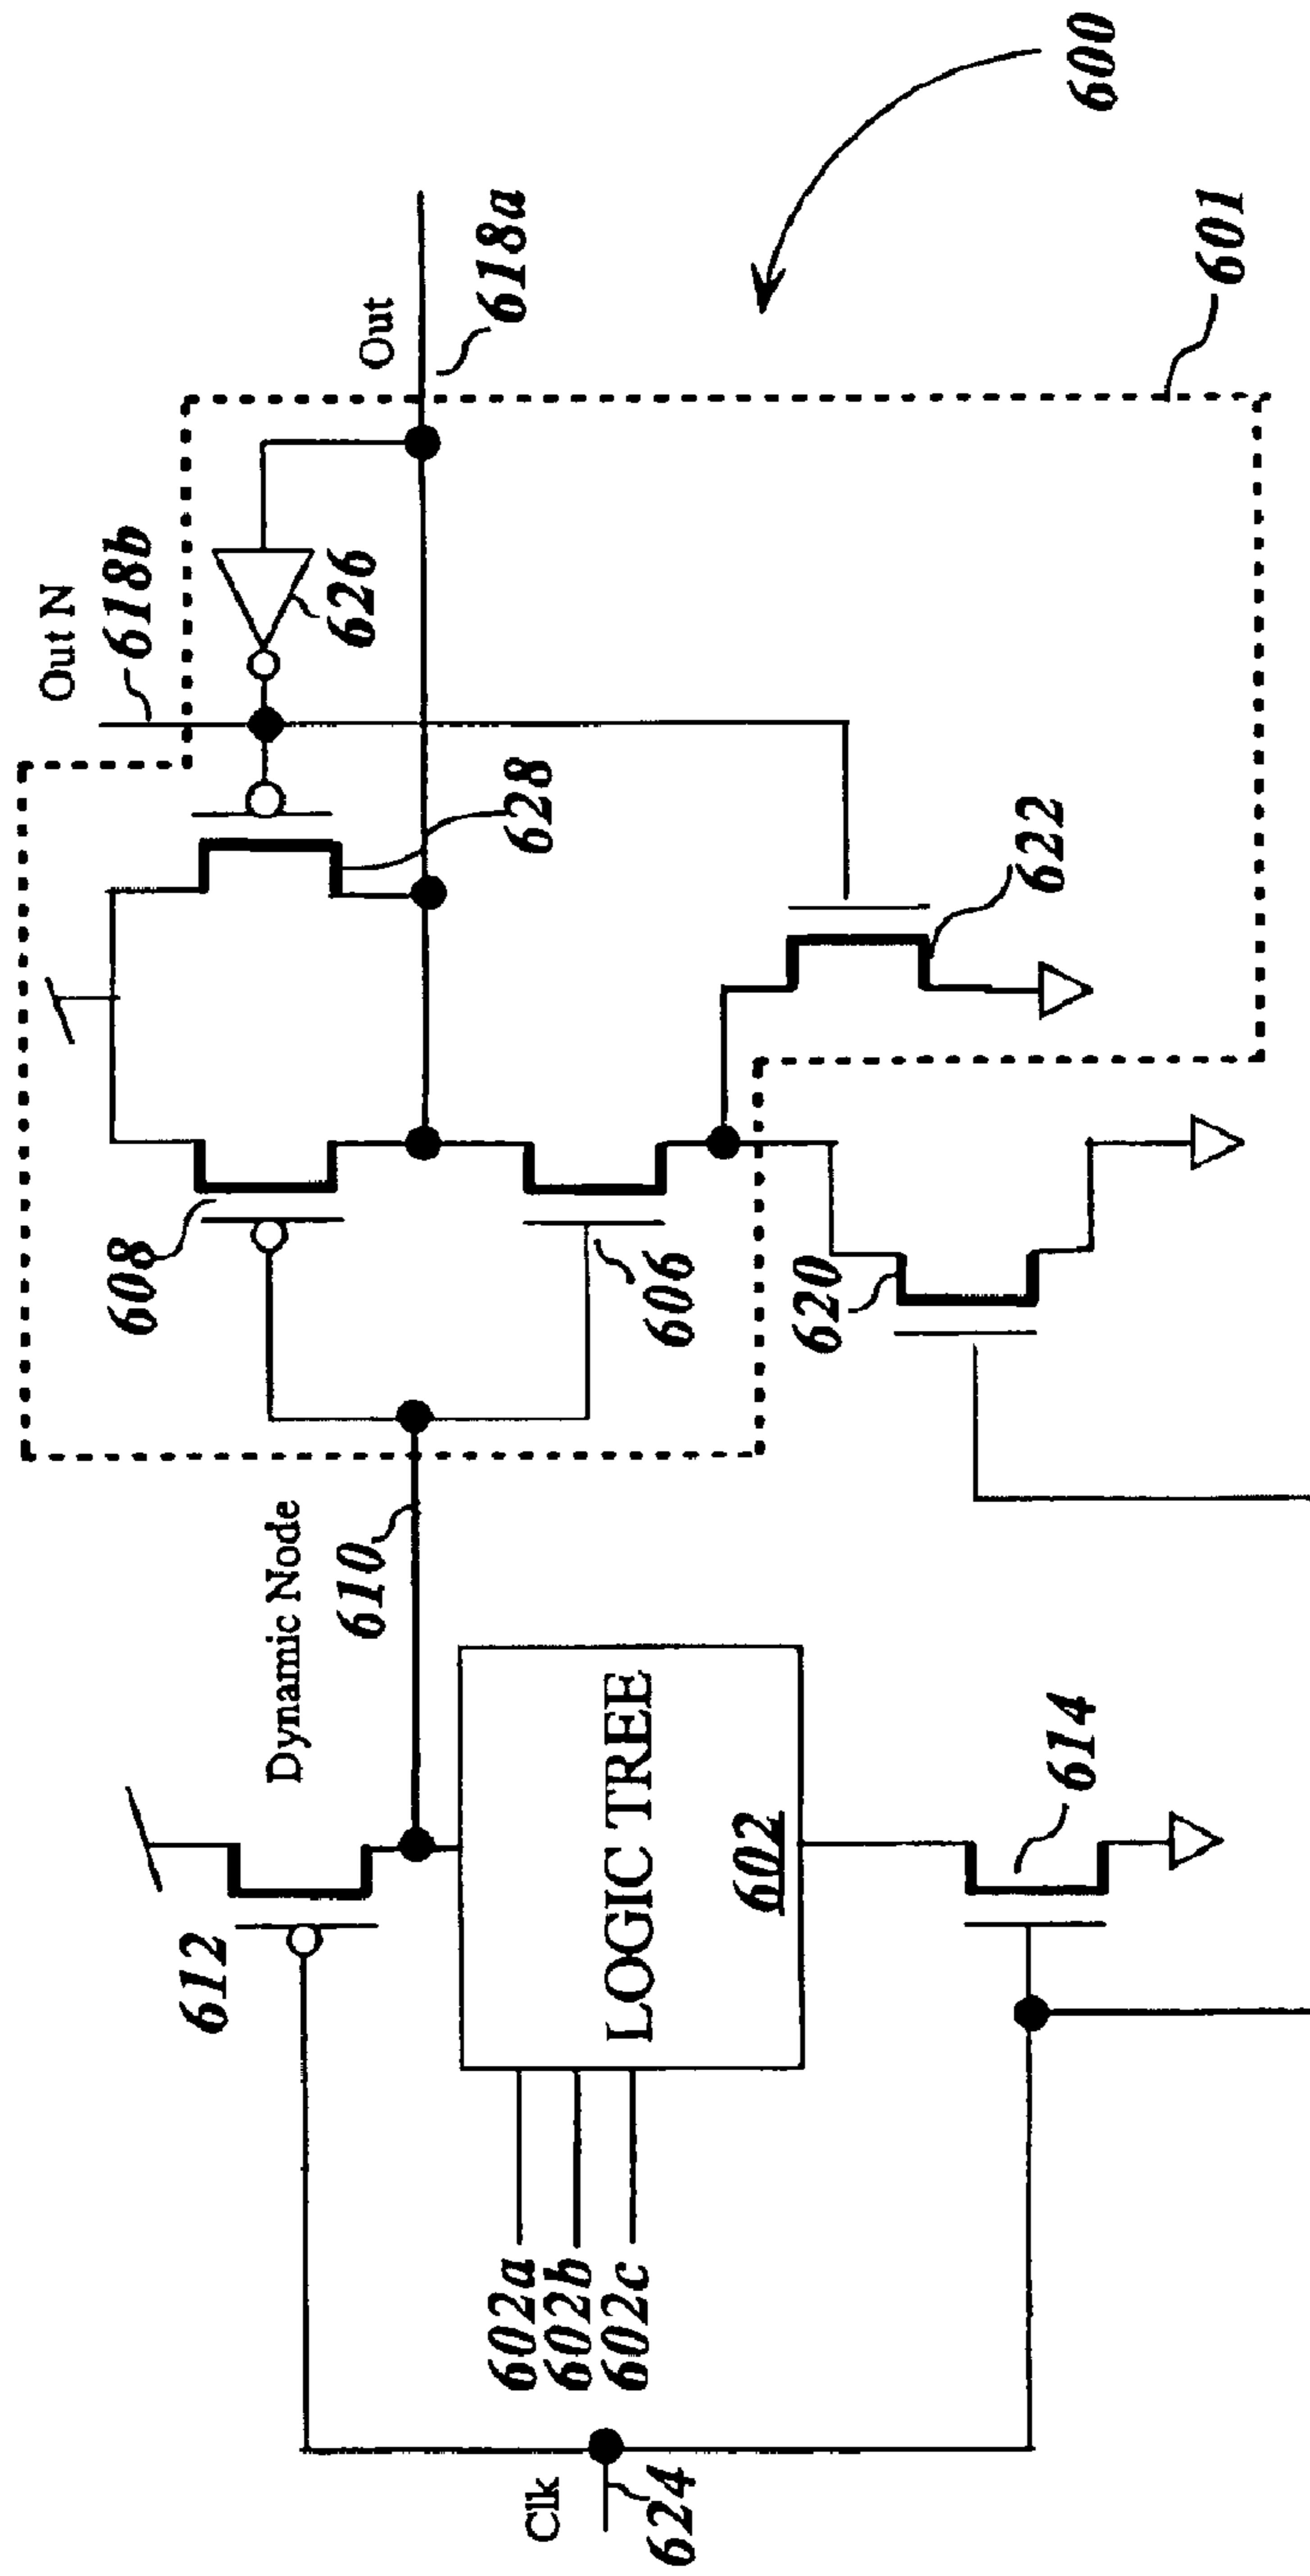 Out N
618b
Out
618a
626
628
608
606
622
620
600
601
Dynamic Node
610
612
LOGIC TREE
602
614
602a
602b
602c
Clk
624